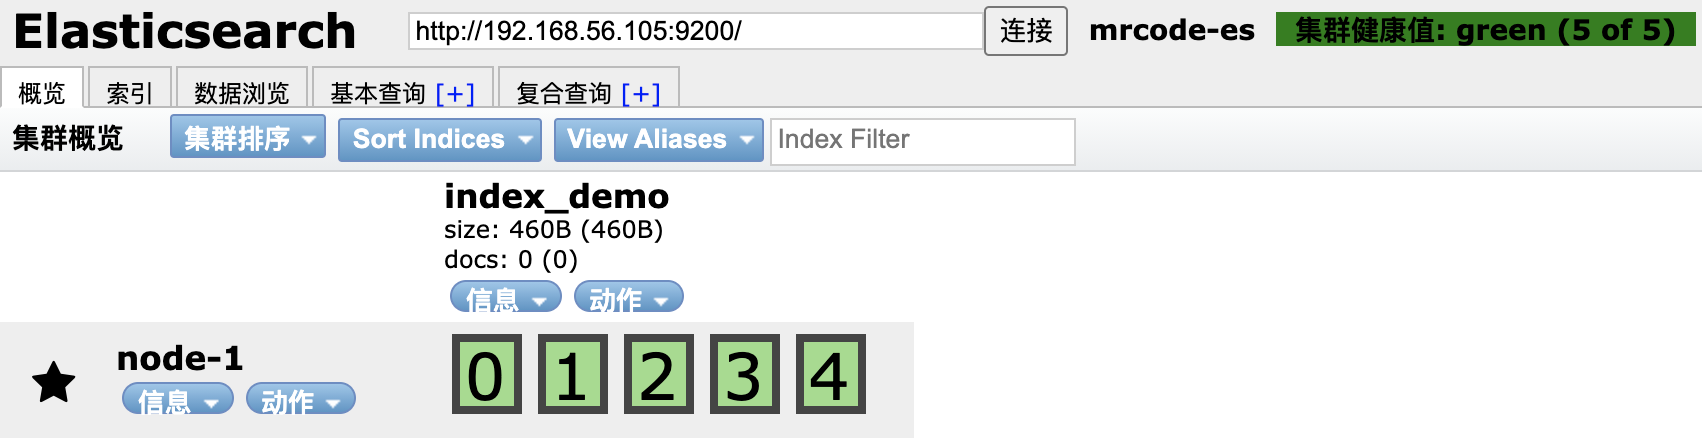 Elasticsearch
http://192.168.56.105:9200/
连接
mrcode-es
集群健康值: green (5 of 5)
概览
索引
数据浏览
基本查询 [+]
复合查询 [+]
集群概览
集群排序
Sort Indices
View Aliases
Index Filter
index_demo
size: 460B (460B)
docs: 0 (0)
信息
动作
node-1
信息
动作
0 1 2 3 4